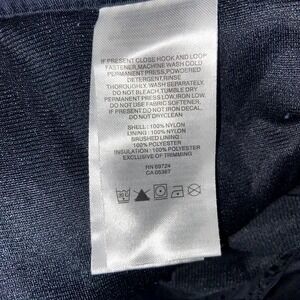 IF PRESENT CLOSE HOOK AND LOOP
FASTENER, MACHINE WASH COLD
PERMANENT PRESS, POWDERED
DETERGENT, RINSE
THOROUGHLY, WASH SEPARATELY,
DO NOT BLEACH, TUMBLE DRY
PERMANENT PRESS LOW, IRON LOW,
DO NOT USE FABRIC SOFTENER,
IF PRESENT DO NOT IRON DECAL,
DO NOT DRYCLEAN
SHELL : 100% NYLON
LINING : 100% NYLON
BRUSHED LINING :
100% POLYESTER
INSULATION : 100% POLYESTER
EXCLUSIVE OF TRIMMING
RN 69724
CA 05367